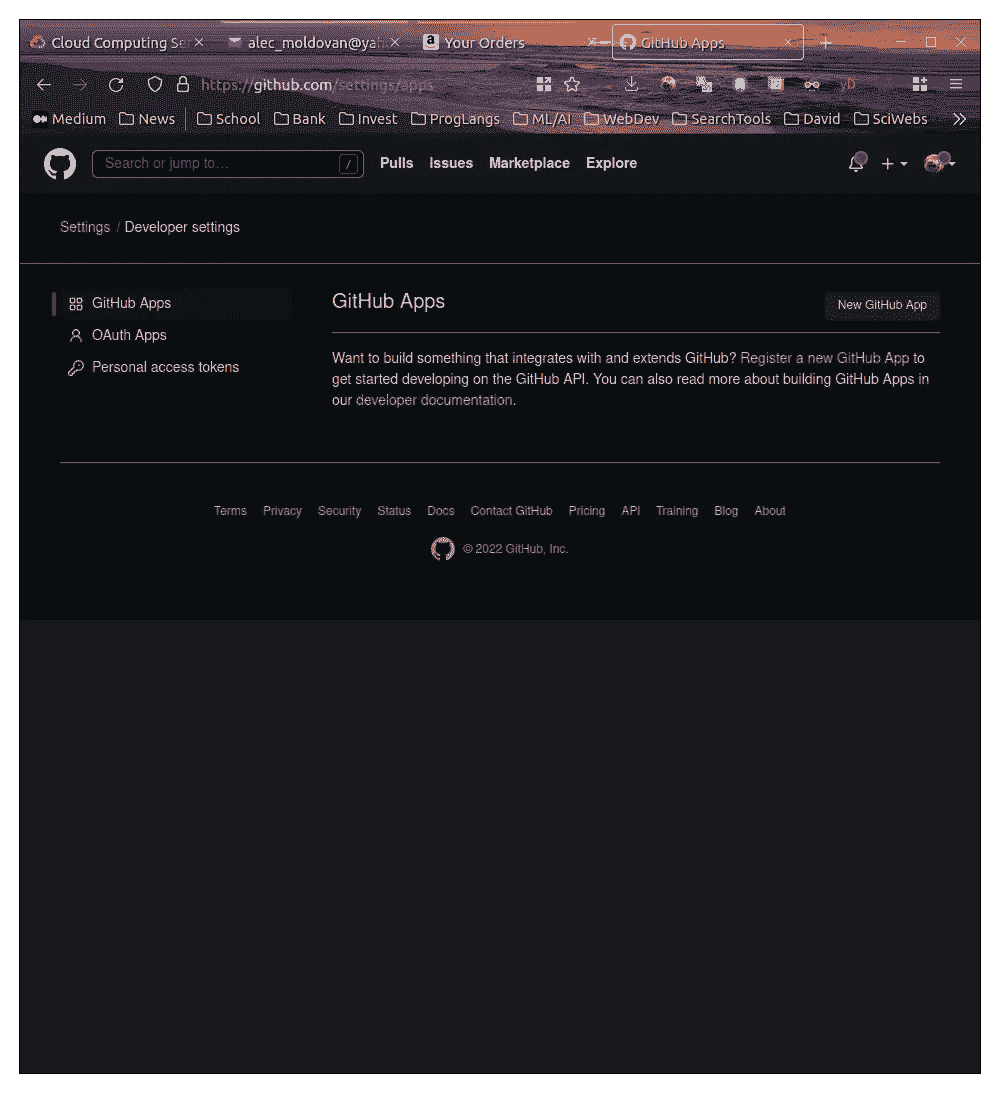 Cloud Computing Se
alec_moldovan@yah
Your Orders
GitHub Apps
https://github.com/settings/apps
Medium News School Bank Invest ProgLangs ML/AI WebDev SearchTools David SciWebs
Search or jump to... / Pulls Issues Marketplace Explore
Settings / Developer settings
GitHub Apps
OAuth Apps
Personal access tokens
GitHub Apps
New GitHub App
Want to build something that integrates with and extends GitHub? Register a new GitHub App to
get started developing on the GitHub API. You can also read more about building GitHub Apps in
our developer documentation.
Terms Privacy Security Status Docs Contact GitHub Pricing API Training Blog About
© 2022 GitHub, Inc.